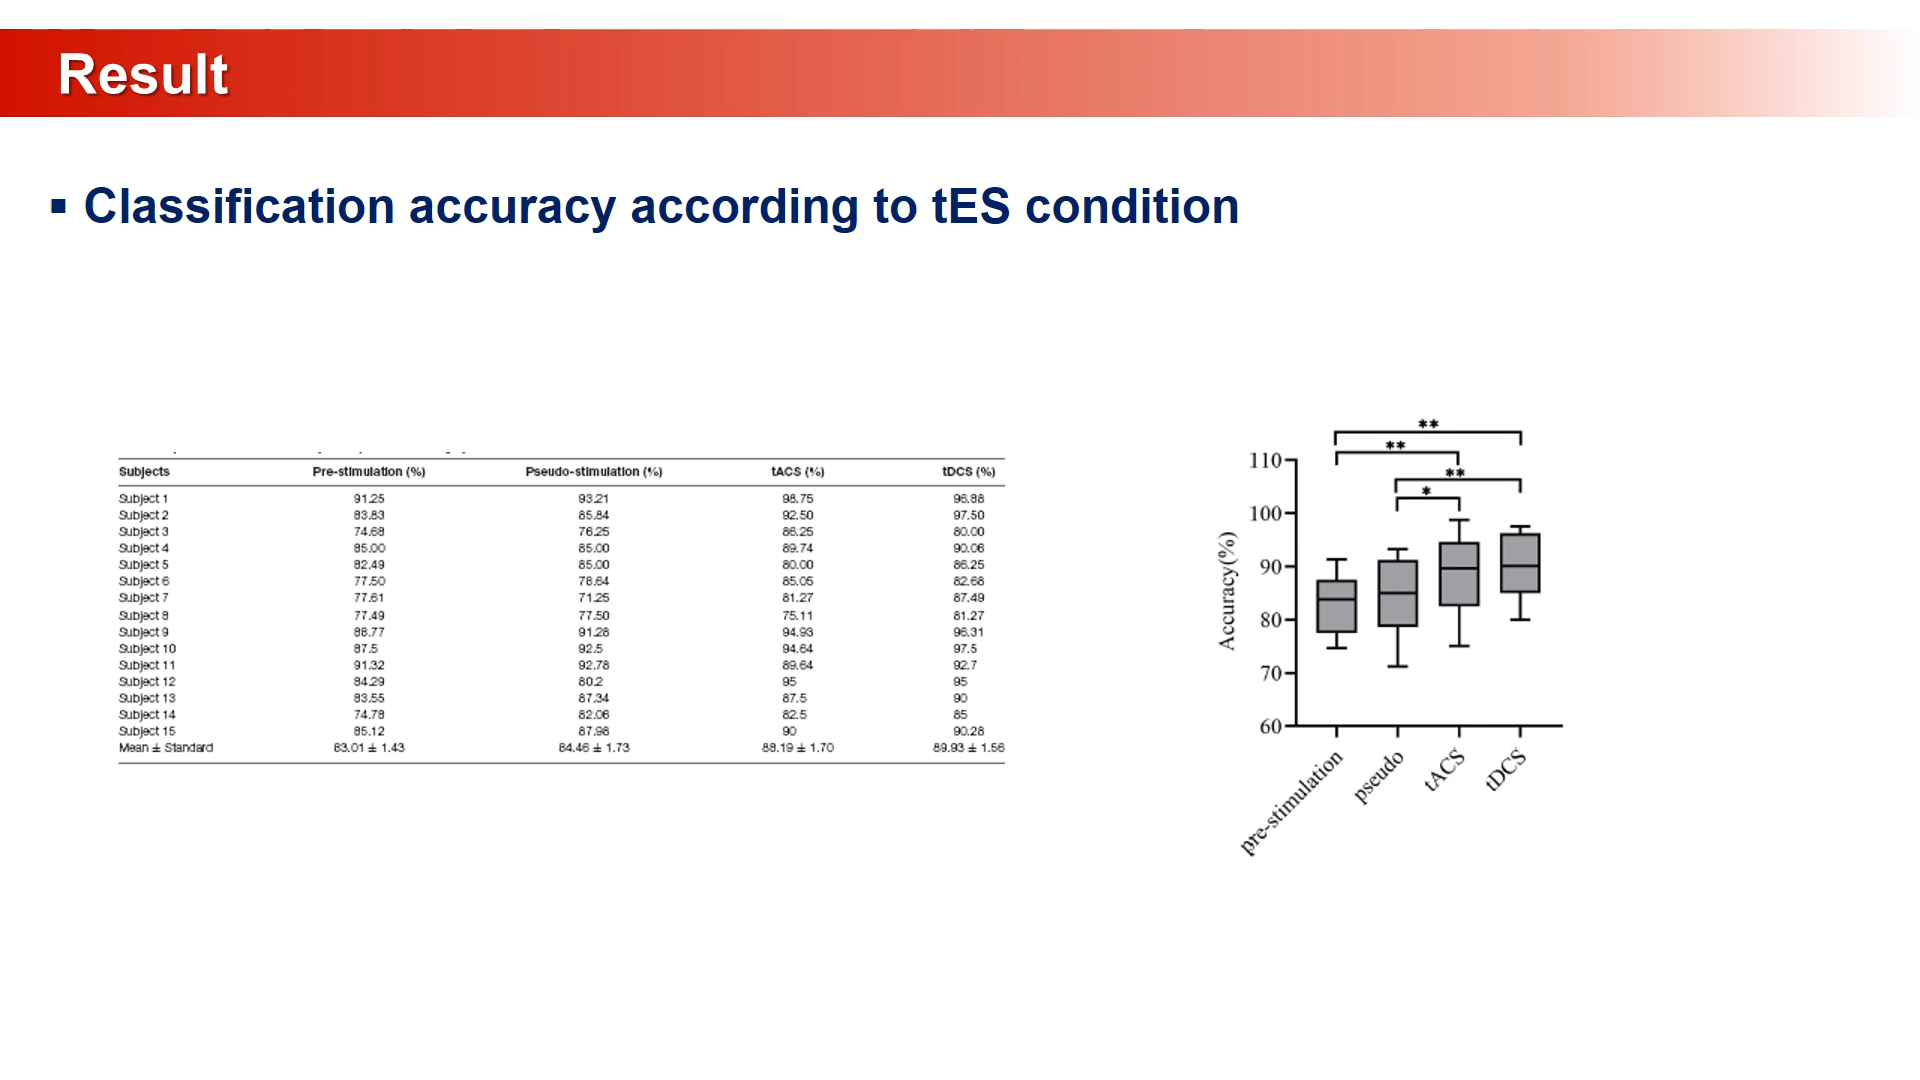 Result
▪ Classification accuracy according to tES condition
Subjects Pre-stimulation (%) Pseudo-stimulation (%) tACS (%) tDCS (%)
Subject 1 91.25 93.21 98.75 96.88
Subject 2 83.83 85.84 92.50 97.50
Subject 3 74.68 76.25 86.25 80.00
Subject 4 85.00 85.00 89.74 90.06
Subject 5 82.49 85.00 80.00 86.25
Subject 6 77.50 78.64 85.05 82.68
Subject 7 77.61 71.25 81.27 87.49
Subject 8 77.49 77.50 75.11 81.27
Subject 9 88.77 91.28 94.93 96.31
Subject 10 87.5 92.5 94.64 97.5
Subject 11 91.32 92.78 89.64 92.7
Subject 12 84.29 80.2 95 95
Subject 13 83.55 87.34 87.5 90
Subject 14 74.78 82.06 82.5 85
Subject 15 85.12 87.98 90 90.28
Mean ± Standard 83.01 ± 1.43 84.46 ± 1.73 88.19 ± 1.70 89.93 ± 1.56
**
**
**
*
110
100
90
80
70
60
Accuracy(%)
pre-stimulation
pseudo
tACS
tDCS